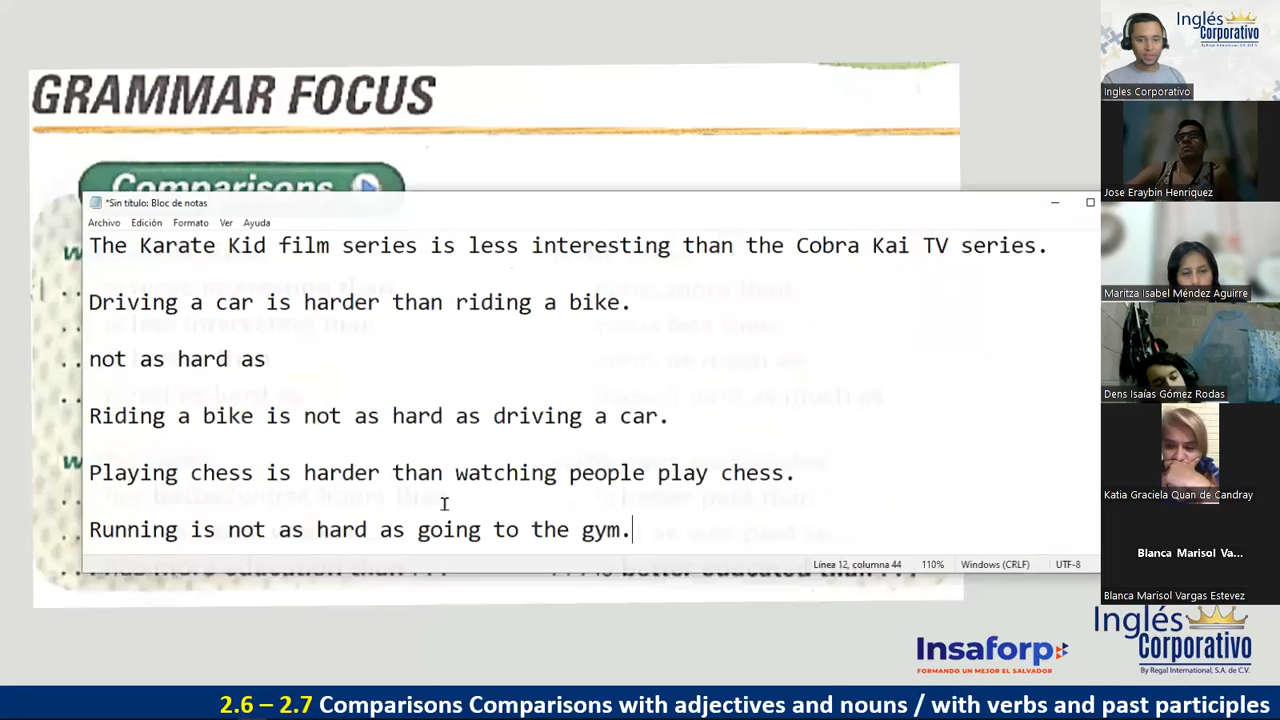 GRAMMAR FOCUS
Comparisons
*Sin título: Bloc de notas
Archivo Edición Formato Ver Ayuda
The Karate Kid film series is less interesting than the Cobra Kai TV series.
Driving a car is harder than riding a bike.
not as hard as
Riding a bike is not as hard as driving a car.
Playing chess is harder than watching people play chess.
Running is not as hard as going to the gym.
Línea 12, columna 44 110% Windows (CRLF) UTF-8
Inglés
Corporativo
By Regal International, S.A. de C.V.
Ingles Corporativo
Jose Eraybin Henriquez
Maritza Isabel Méndez Aguirre
Dens Isaías Gómez Rodas
Katia Graciela Quan de Candray
Blanca Marisol Va...
Blanca Marisol Vargas Estevez
Insaforp
FORMANDO UN MEJOR EL SALVADOR
Inglés
Corporativo
By Regal International, S.A. de C.V.
2.6 – 2.7 Comparisons Comparisons with adjectives and nouns / with verbs and past participles